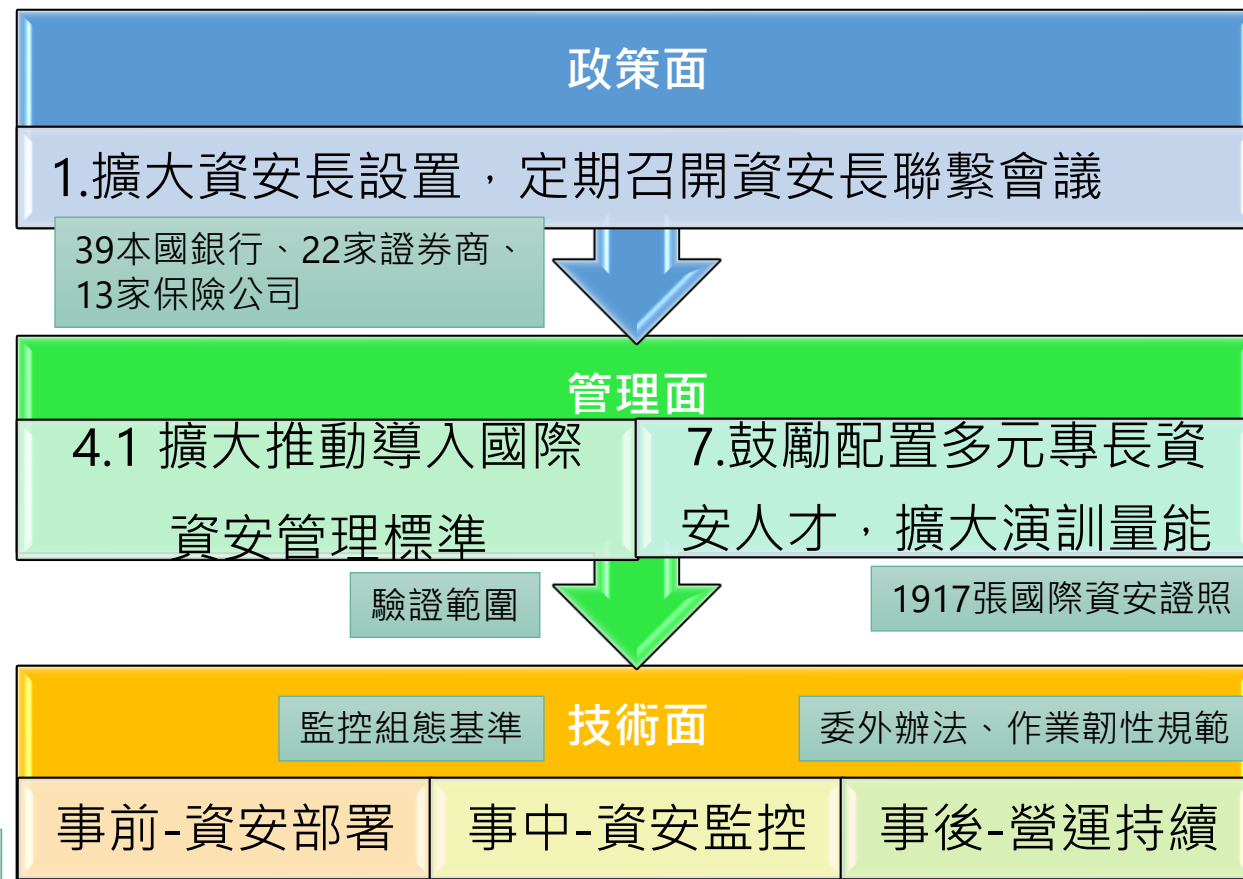 政策面
1.擴大資安長設置，定期召開資安長聯繫會議
39本國銀行、22家證券商、
13家保險公司
管理面
4.1 擴大推動導入國際
資安管理標準
7.鼓勵配置多元專長資
安人才，擴大演訓量能
驗證範圍
1917張國際資安證照
技術面
監控組態基準
委外辦法、作業韌性規範
事前-資安部署
事中-資安監控
事後-營運持續